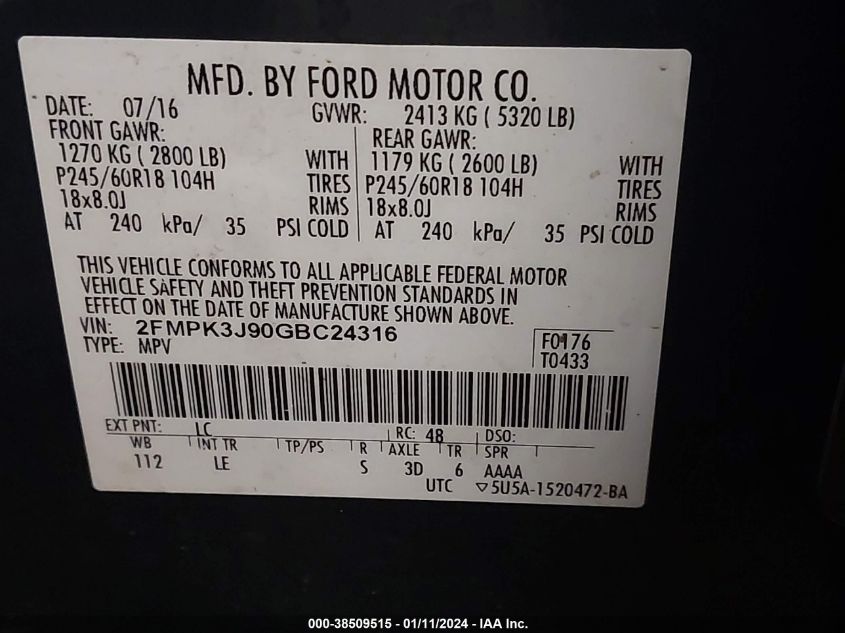 MFD. BY FORD MOTOR CO.
DATE: 07/16 GVWR: 2413 KG ( 5320 LB)
FRONT GAWR: REAR GAWR:
1270 KG ( 2800 LB) WITH 1179 KG ( 2600 LB) WITH
P245/60R18 104H TIRES P245/60R18 104H TIRES
18x8.0J RIMS 18x8.0J RIMS
AT 240 kPa/ 35 PSI COLD AT 240 kPa/ 35 PSI COLD
THIS VEHICLE CONFORMS TO ALL APPLICABLE FEDERAL MOTOR
VEHICLE SAFETY AND THEFT PREVENTION STANDARDS IN
EFFECT ON THE DATE OF MANUFACTURE SHOWN ABOVE.
VIN: 2FMPK3J90GBC24316
TYPE: MPV
F0176
T0433
EXT PNT: LC RC: 48 DSO:
WB INT TR TP/PS R AXLE TR SPR
112 LE S 3D 6 AAAA
UTC ▽5U5A-1520472-BA
000-38509515 - 01/11/2024 - IAA Inc.